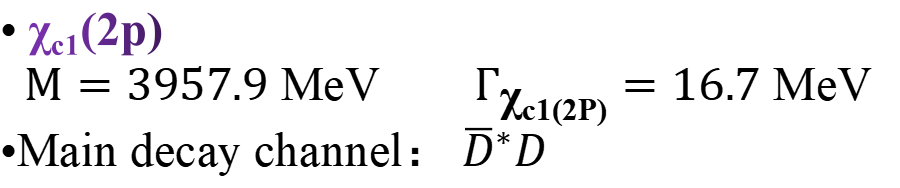 • χc1(2p)
M = 3957.9 MeV Γχc1(2P) = 16.7 MeV
•Main decay channel： D̅*D